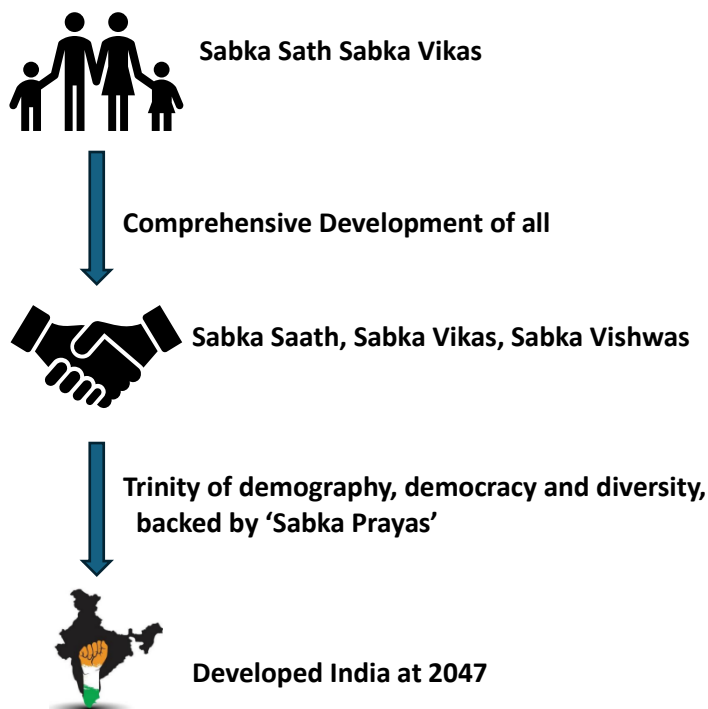 Sabka Sath Sabka Vikas
Comprehensive Development of all
Sabka Saath, Sabka Vikas, Sabka Vishwas
Trinity of demography, democracy and diversity,
backed by ‘Sabka Prayas’
Developed India at 2047